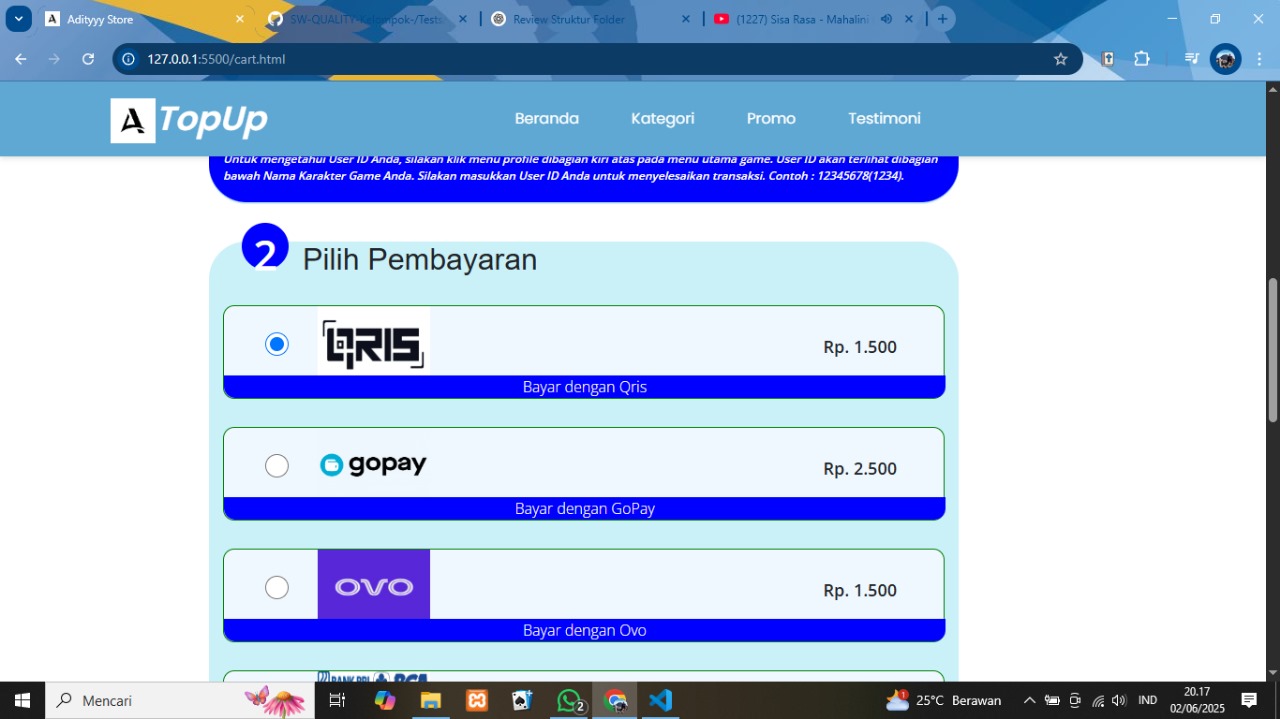 Adityyy Store
SW-QUALITY-Kelompok-/Tests
Review Struktur Folder
(1227) Sisa Rasa - Mahalini
127.0.0.1:5500/cart.html
A TopUp
Beranda
Kategori
Promo
Testimoni
Untuk mengetahui User ID Anda, silakan klik menu profile dibagian kiri atas pada menu utama game. User ID akan terlihat dibagian
bawah Nama Karakter Game Anda. Silakan masukkan User ID Anda untuk menyelesaikan transaksi. Contoh : 12345678(1234).
2
Pilih Pembayaran
QRIS
Rp. 1.500
Bayar dengan Qris
gopay
Rp. 2.500
Bayar dengan GoPay
OVO
Rp. 1.500
Bayar dengan Ovo
BANK BRI
BCA
Mencari
2
25°C Berawan
IND
20.17
02/06/2025